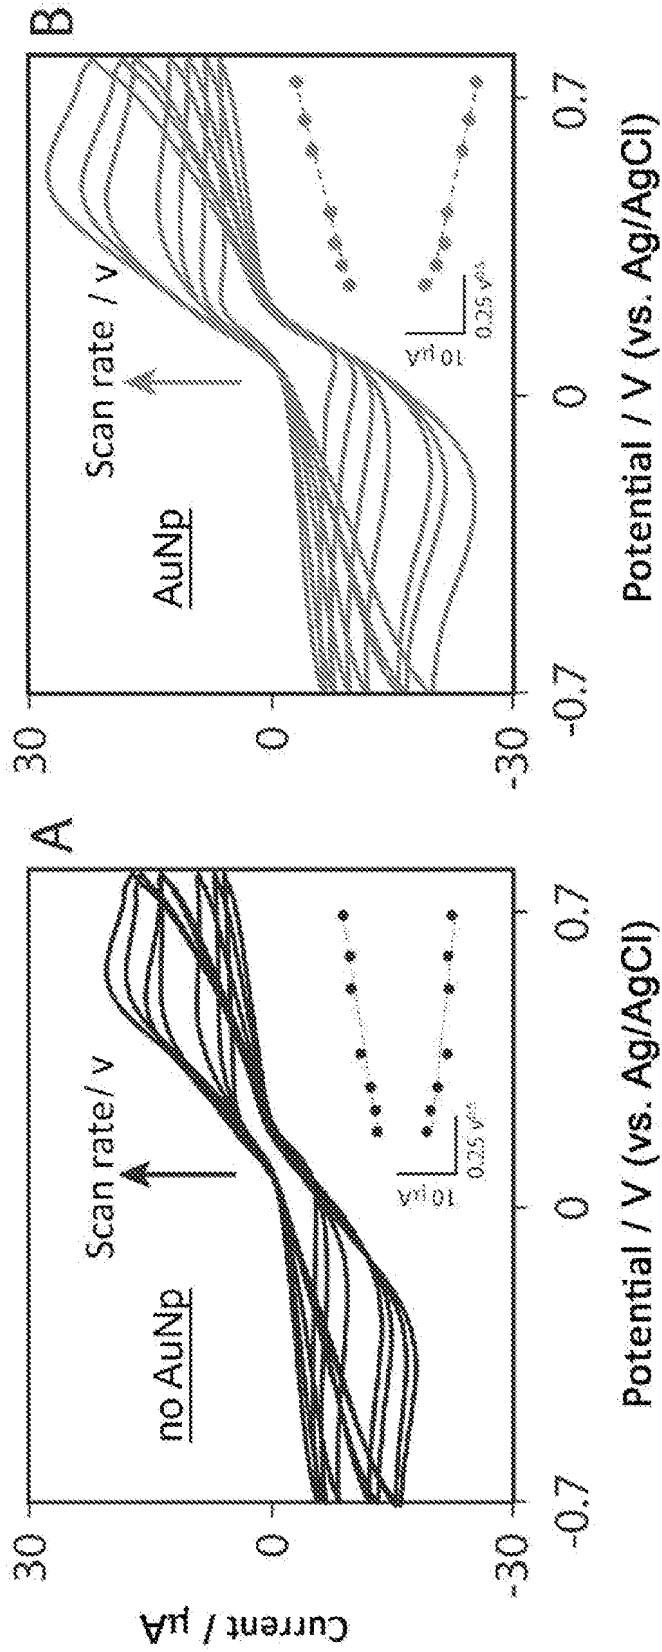 A
Current / µA
30
0
-30
no AuNp
Scan rate/ v
10 µA
0.25 v^0.5
-0.7
0
0.7
Potential / V (vs. Ag/AgCl)
B
30
0
-30
AuNp
Scan rate / v
10 µA
0.25 v^0.5
-0.7
0
0.7
Potential / V (vs. Ag/AgCl)